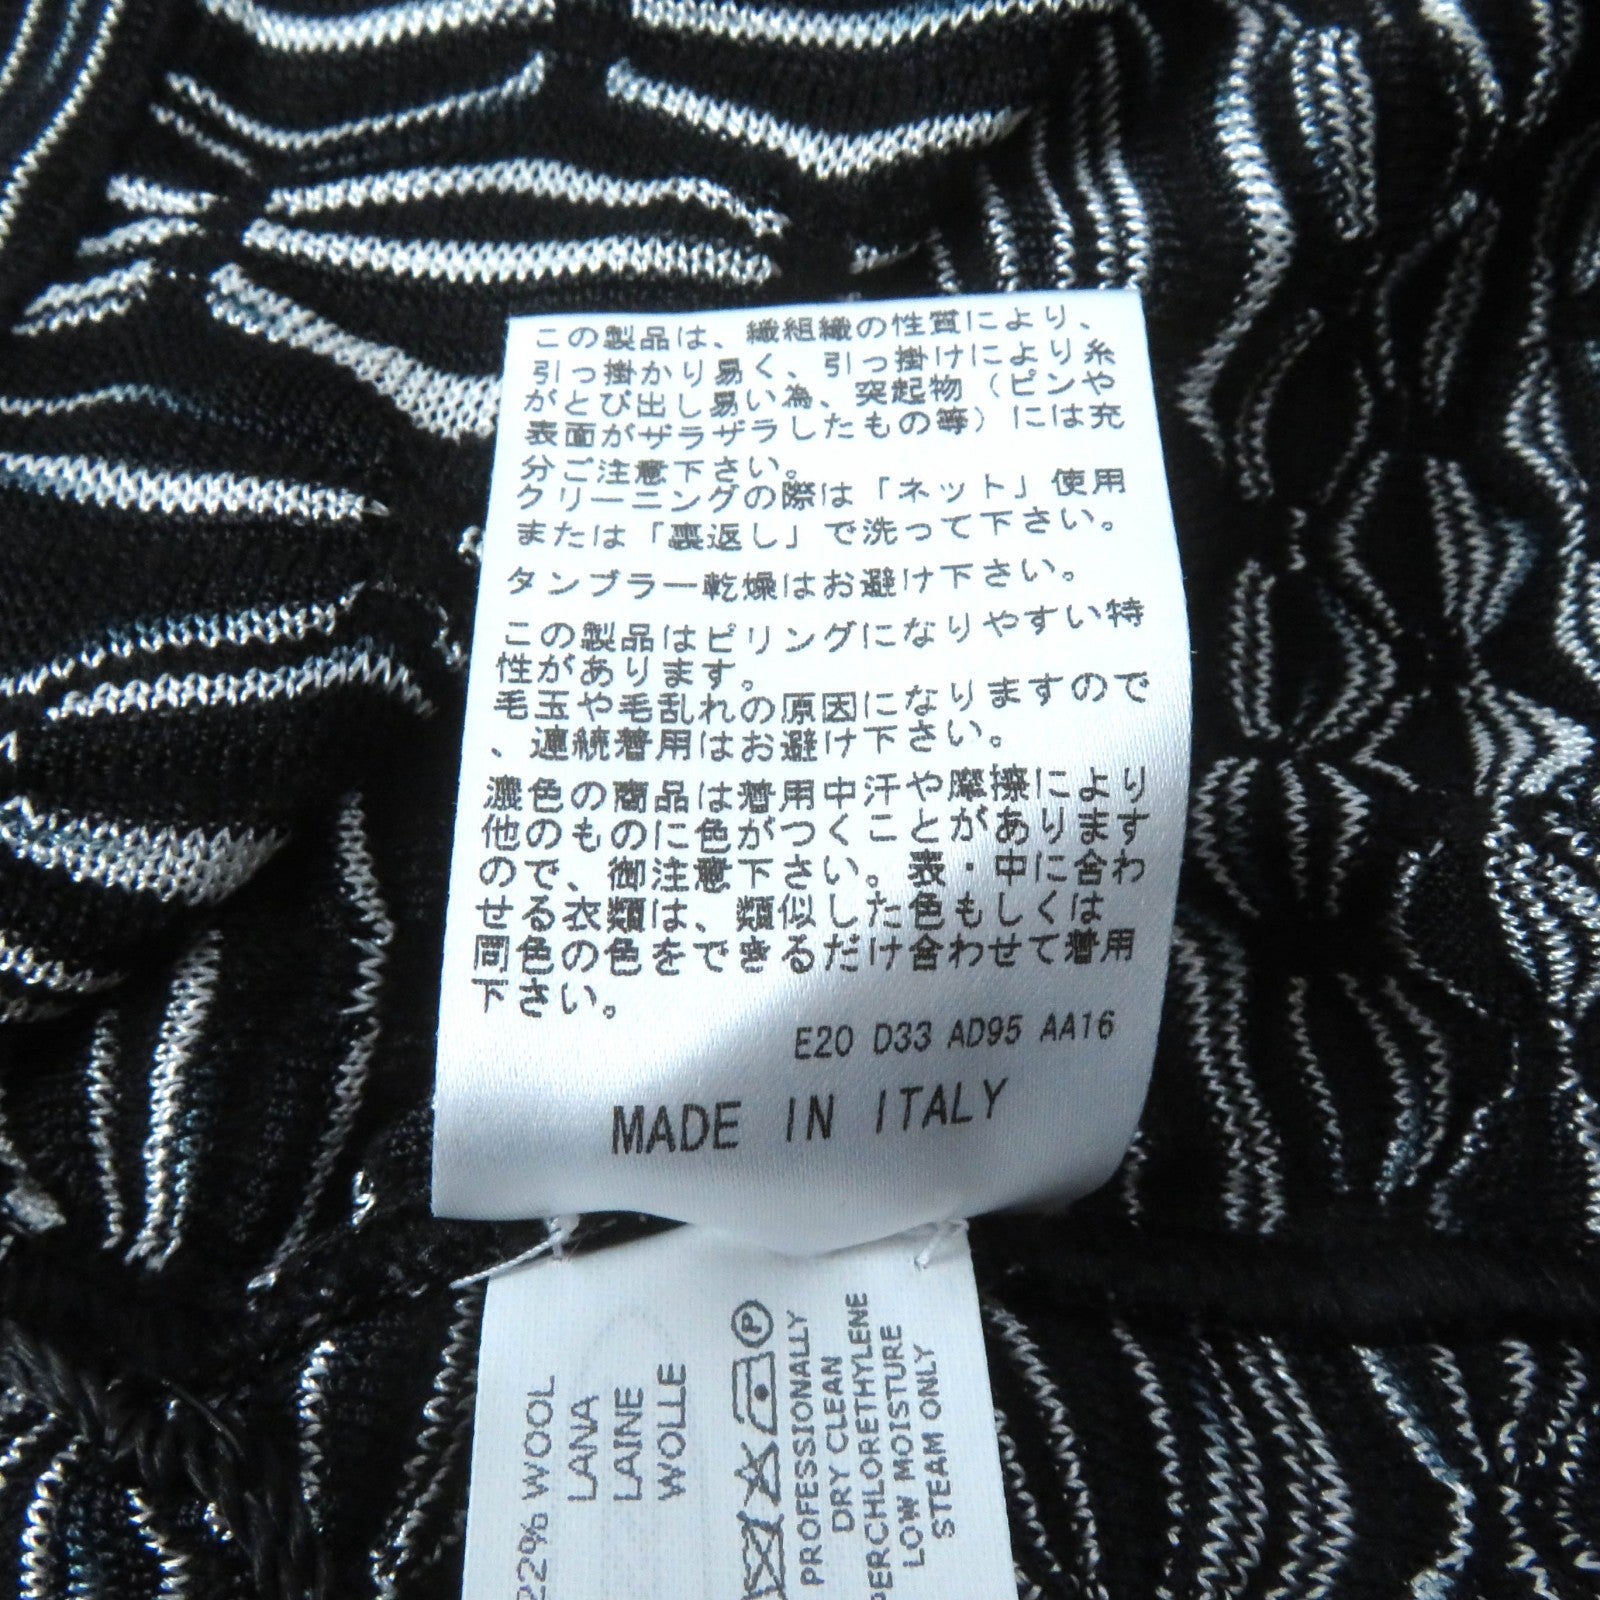 この製品は、繊組織の性質により、
引っ掛かり易く、引っ掛けにより糸
がとび出し易い為、突起物(ピンや
表面がザラザラしたもの等)には充
分ご注意下さい。
クリーニングの際は「ネット」使用
または「裏返し」で洗って下さい。
タンブラー乾燥はお避け下さい。
この製品はピリングになりやすい特
性があります。
毛玉や毛乱れの原因になりますので
、連続着用はお避け下さい。
濃色の商品は着用中汗や摩擦により
他のものに色がつくことがあります
ので、御注意下さい。表・中に合わ
せる衣類は、類似した色もしくは
同色の色をできるだけ合わせて着用
下さい。
E20 D33 AD95 AA16
MADE IN ITALY
22% WOOL
LANA
LAINE
WOLLE
P
PROFESSIONALLY
DRY CLEAN
PERCHLORETHYLENE
LOW MOISTURE
STEAM ONLY